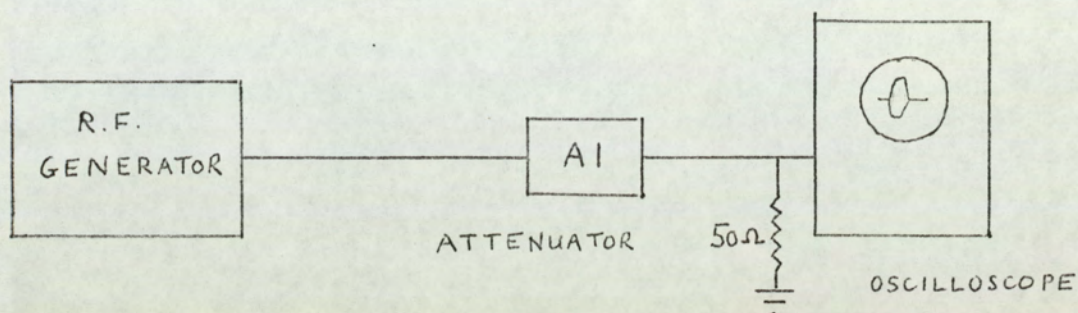 R.F.
GENERATOR
A1
ATTENUATOR
50Ω
OSCILLOSCOPE